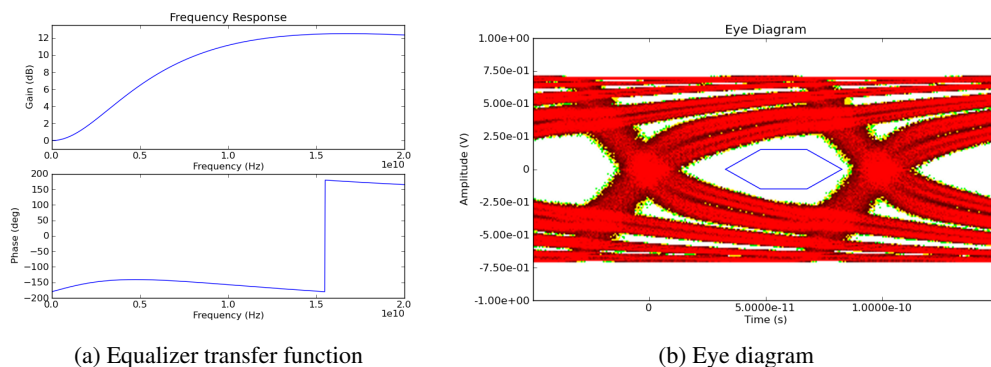 Frequency Response
12
10
8
6
4
2
0
Gain (dB)
0.0
0.5
1.0
1.5
2.0
1e10
Frequency (Hz)
200
150
100
50
0
−50
−100
−150
−200
Phase (deg)
0.0
0.5
1.0
1.5
2.0
1e10
Frequency (Hz)
(a) Equalizer transfer function
Eye Diagram
1.00e+00
7.50e-01
5.00e-01
2.50e-01
0
-2.50e-01
-5.00e-01
-7.50e-01
-1.00e+00
Amplitude (V)
0
5.0000e-11
1.0000e-10
Time (s)
(b) Eye diagram